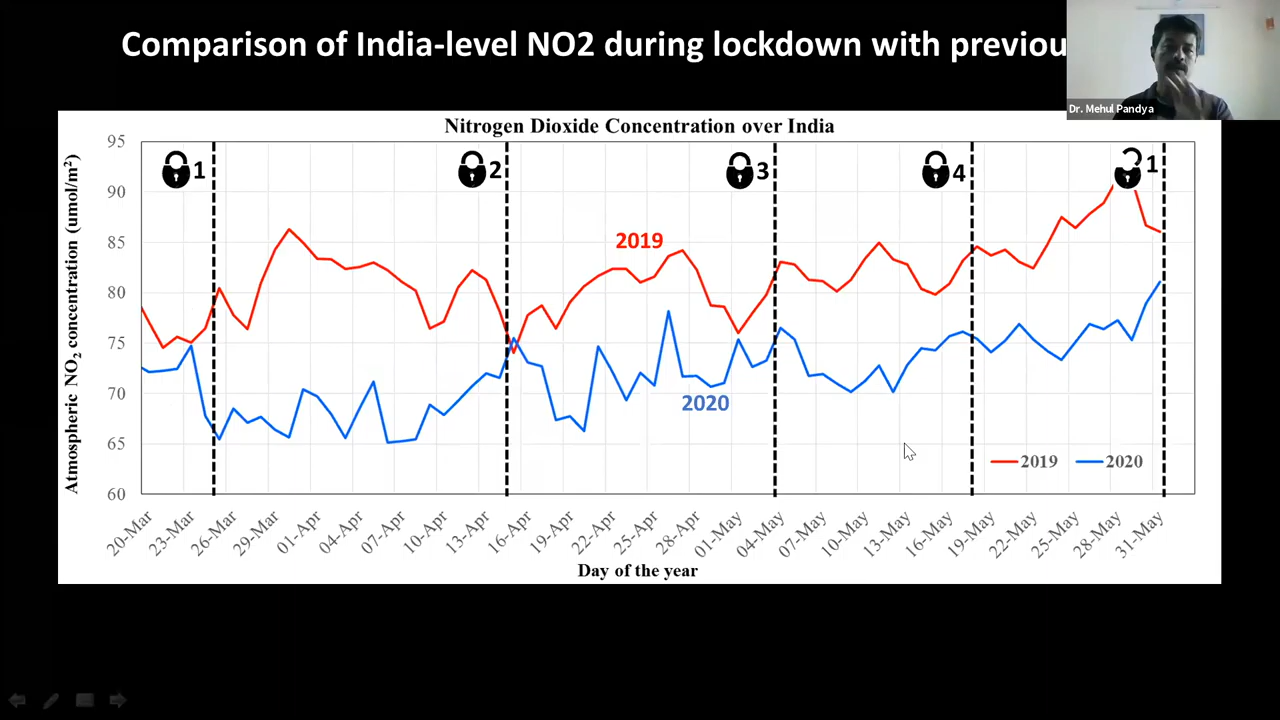 Comparison of India-level NO2 during lockdown with previou
Dr. Mehul Pandya
Nitrogen Dioxide Concentration over India
Atmospheric NO2 concentration (umol/m2)
95
90
85
80
75
70
65
60
1
2
3
4
1
2019
2020
2019 2020
20-Mar 23-Mar 26-Mar 29-Mar 01-Apr 04-Apr 07-Apr 10-Apr 13-Apr 16-Apr 19-Apr 22-Apr 25-Apr 28-Apr 01-May 04-May 07-May 10-May 13-May 16-May 19-May 22-May 25-May 28-May 31-May
Day of the year